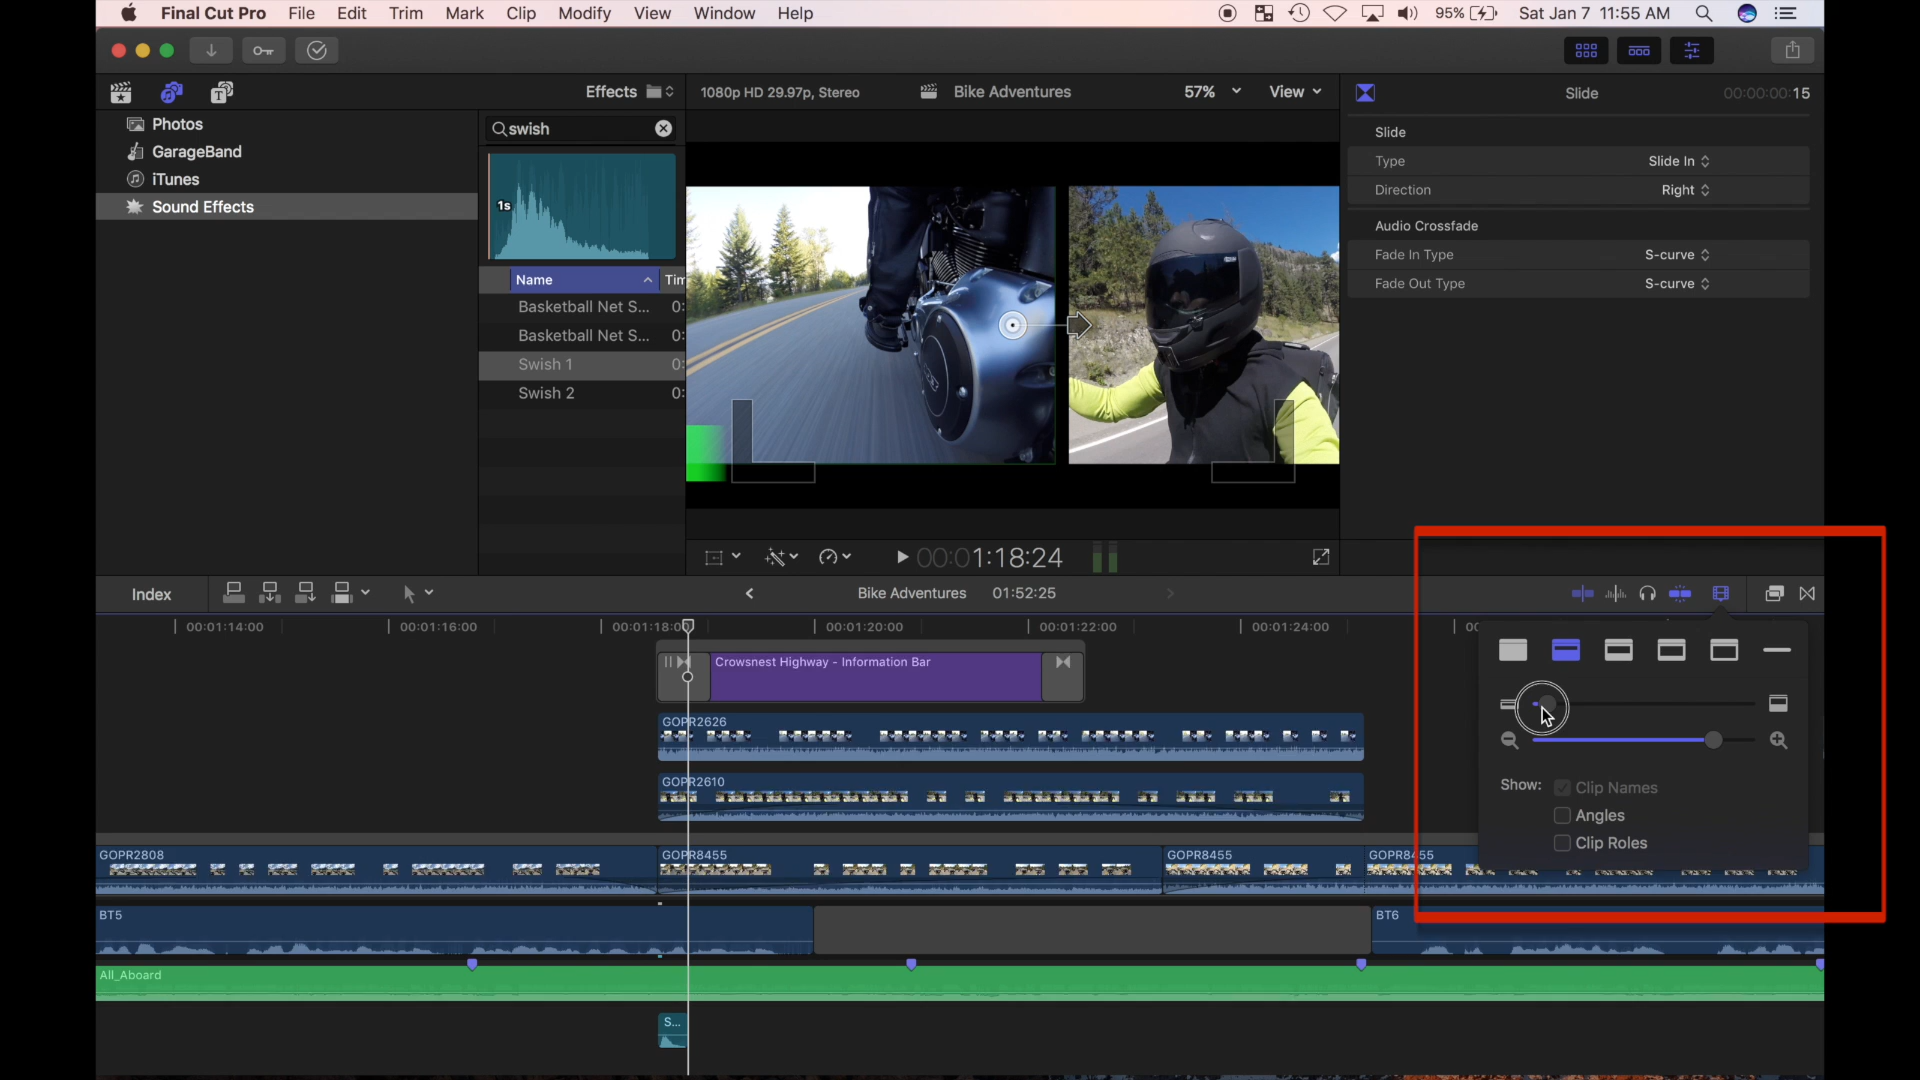 Final Cut Pro File Edit Trim Mark Clip Modify View Window Help 95% Sat Jan 7 11:55 AM
Effects
1080p HD 29.97p, Stereo Bike Adventures 57% View
Slide 00:00:00:15
Photos
GarageBand
iTunes
Sound Effects
swish
1s
Name Tim
Basketball Net S... 0:
Basketball Net S... 0:
Swish 1 0:
Swish 2 0:
Slide
Type Slide In
Direction Right
Audio Crossfade
Fade In Type S-curve
Fade Out Type S-curve
00:01:18:24
Index Bike Adventures 01:52:25
00:01:14:00 00:01:16:00 00:01:18:00 00:01:20:00 00:01:22:00 00:01:24:00 00
Crowsnest Highway - Information Bar
GOPR2626
GOPR2610
GOPR2808 GOPR8455 GOPR8455 GOPR8455
BT5 BT6
All_Aboard
S...
Show: Clip Names
Angles
Clip Roles